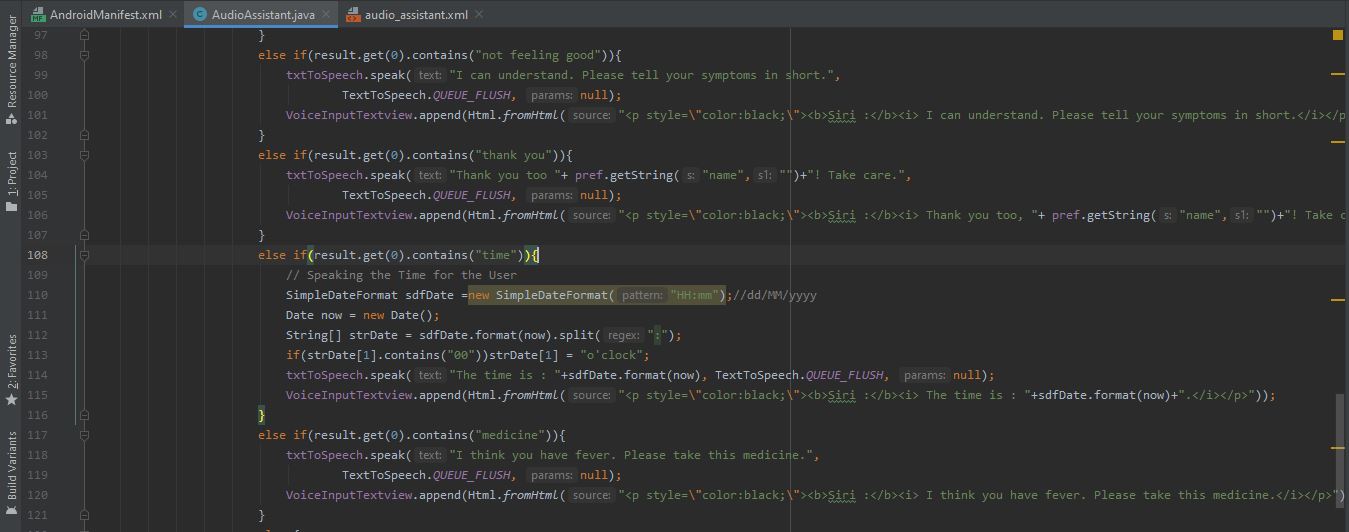 AndroidManifest.xml
AudioAssistant.java
audio_assistant.xml
Resource Manager
1: Project
2: Favorites
Build Variants
97 }
98 else if(result.get(0).contains("not feeling good")){
99 txtToSpeech.speak( text: "I can understand. Please tell your symptoms in short.",
100 TextToSpeech.QUEUE_FLUSH, params: null);
101 VoiceInputTextview.append(Html.fromHtml( source: "<p style=\"color:black;\"><b>Siri :</b><i> I can understand. Please tell your symptoms in short.</i></p
102 }
103 else if(result.get(0).contains("thank you")){
104 txtToSpeech.speak( text: "Thank you too "+ pref.getString( s: "name", s1: "")+"! Take care.",
105 TextToSpeech.QUEUE_FLUSH, params: null);
106 VoiceInputTextview.append(Html.fromHtml( source: "<p style=\"color:black;\"><b>Siri :</b><i> Thank you too, "+ pref.getString( s: "name", s1: "")+"! Take c
107 }
108 else if(result.get(0).contains("time")){
109 // Speaking the Time for the User
110 SimpleDateFormat sdfDate =new SimpleDateFormat( pattern: "HH:mm");//dd/MM/yyyy
111 Date now = new Date();
112 String[] strDate = sdfDate.format(now).split( regex: ":");
113 if(strDate[1].contains("00"))strDate[1] = "o'clock";
114 txtToSpeech.speak( text: "The time is : "+sdfDate.format(now), TextToSpeech.QUEUE_FLUSH, params: null);
115 VoiceInputTextview.append(Html.fromHtml( source: "<p style=\"color:black;\"><b>Siri :</b><i> The time is : "+sdfDate.format(now)+".</i></p>"));
116 }
117 else if(result.get(0).contains("medicine")){
118 txtToSpeech.speak( text: "I think you have fever. Please take this medicine.",
119 TextToSpeech.QUEUE_FLUSH, params: null);
120 VoiceInputTextview.append(Html.fromHtml( source: "<p style=\"color:black;\"><b>Siri :</b><i> I think you have fever. Please take this medicine.</i></p>")
121 }